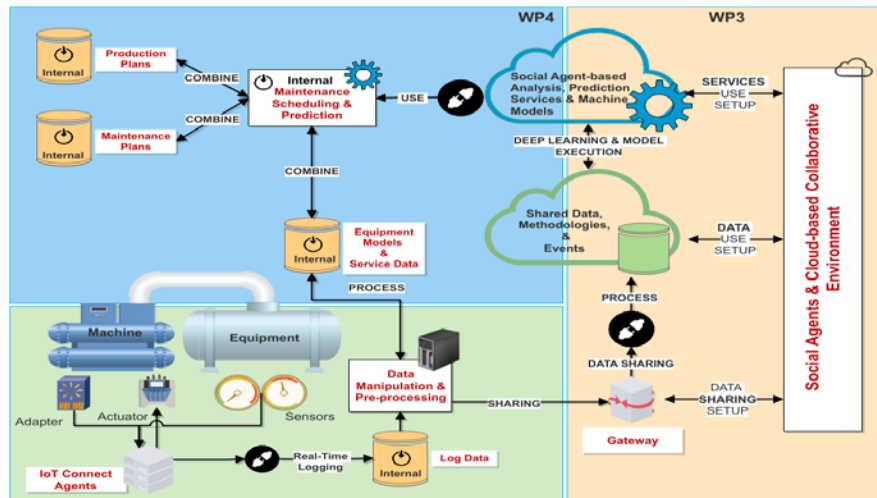 WP4
WP3
Internal
Production
Plans
COMBINE
COMBINE
Internal
Maintenance
Plans
Internal
Maintenance
Scheduling &
Prediction
USE
Social Agent-based
Analysis, Prediction
Services & Machine
Models
SERVICES
USE
SETUP
DEEP LEARNING & MODEL
EXECUTION
COMBINE
Shared Data,
Methodologies,
&
Events
DATA
USE
SETUP
Social Agents & Cloud-based Collaborative
Environment
Internal
Equipment
Models
&
Service Data
PROCESS
PROCESS
Machine
Equipment
DATA SHARING
Data
Manipulation &
Pre-processing
SHARING
DATA
SHARING
SETUP
Gateway
Adapter
Actuator
Sensors
IoT Connect
Agents
Real-Time
Logging
Internal
Log Data